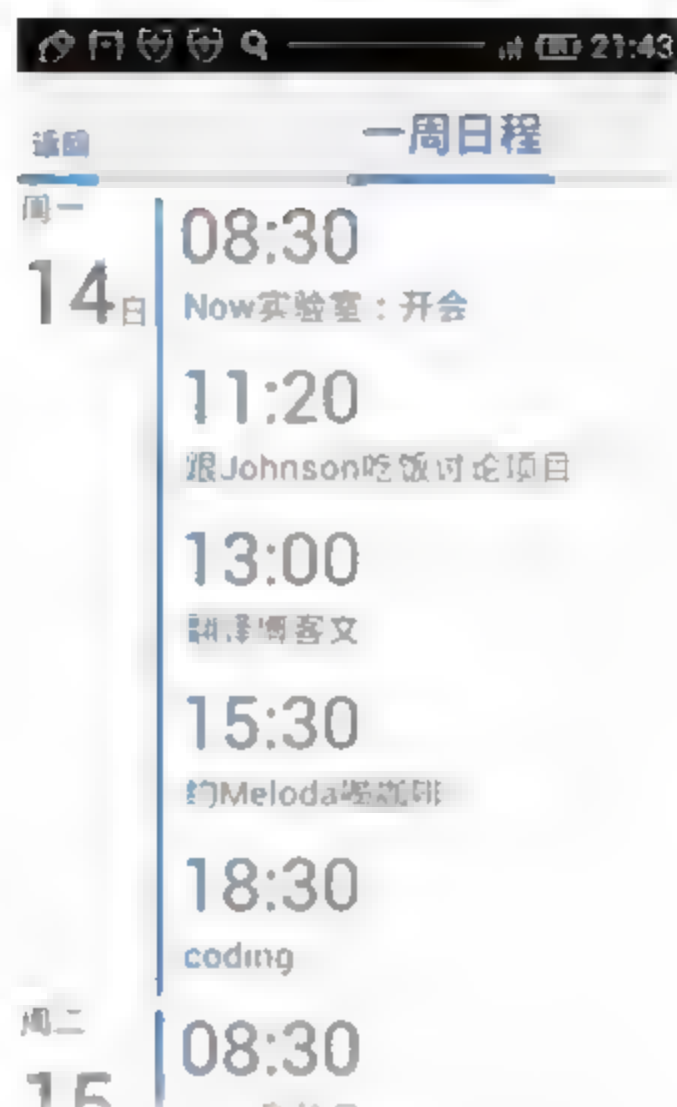 21:43
返回 一周日程
周一
14日
08:30
Now实验室：开会
11:20
跟Johnson吃饭讨论项目
13:00
翻译博客文
15:30
约Meloda喝咖啡
18:30
coding
周二
15
08:30